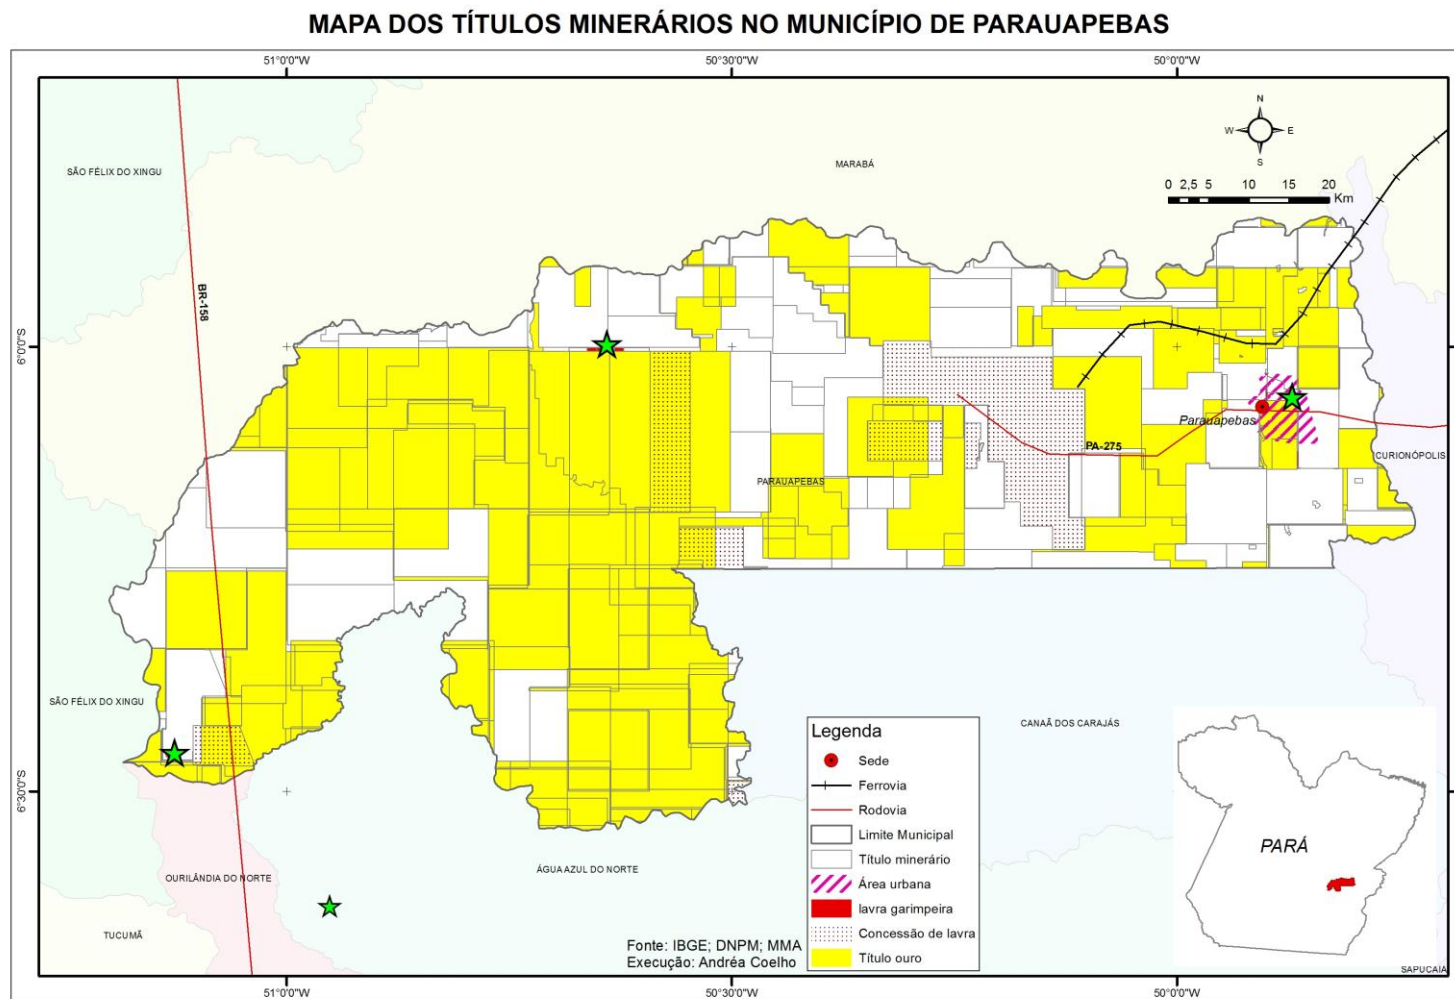 MAPA DOS TÍTULOS MINERÁRIOS NO MUNICÍPIO DE PARAUAPEBAS
51°0'0"W
50°30'0"W
50°0'0"W
N
W E
S
SÃO FÉLIX DO XINGU
MARABÁ
0 2,5 5 10 15 20
Km
BR-158
6°0'0"S
Parauapebas
PA-275
CURIONÓPOLIS
PARAUAPEBAS
SÃO FÉLIX DO XINGU
CANAÃ DOS CARAJÁS
Legenda
Sede
Ferrovia
Rodovia
Limite Municipal
Título minerário
Área urbana
lavra garimpeira
Concessão de lavra
Título ouro
6°30'0"S
PARÁ
OURILÂNDIA DO NORTE
ÁGUA AZUL DO NORTE
TUCUMÃ
Fonte: IBGE; DNPM; MMA
Execução: Andréa Coelho
SAPUCAIA
51°0'0"W
50°30'0"W
50°0'0"W